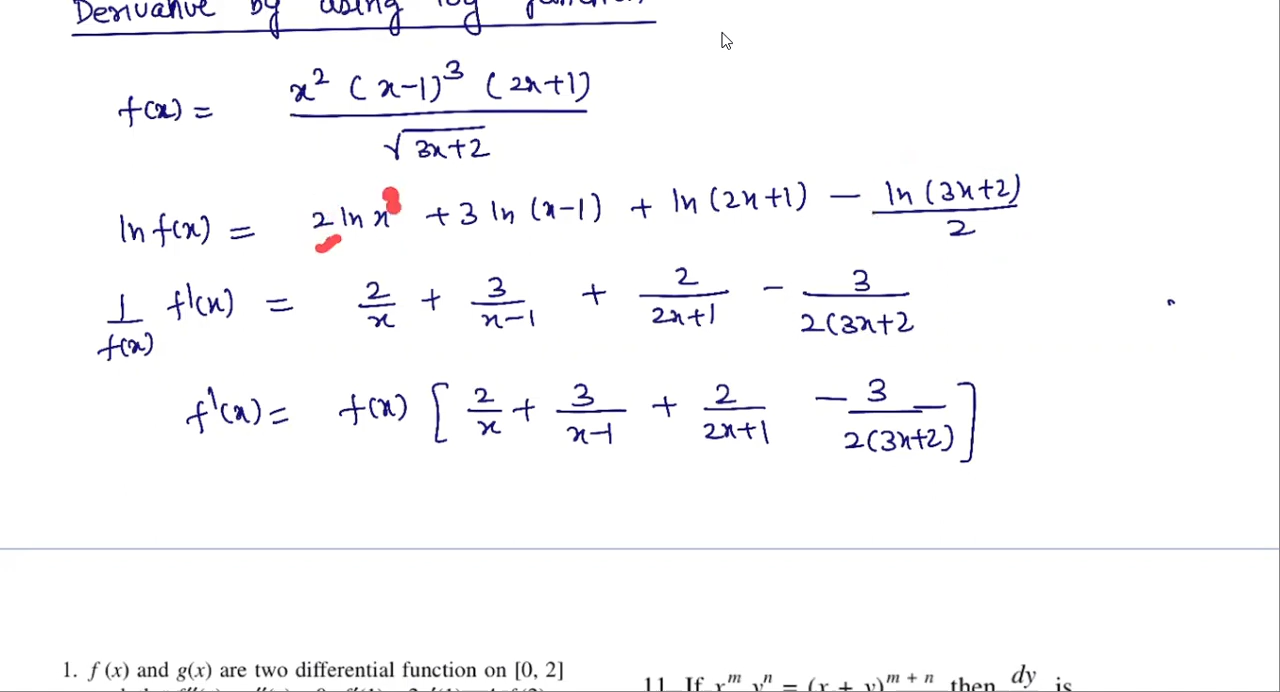 Derivative by using log function
f(x) = x² (x-1)³ (2x+1) / √(3x+2)
ln f(x) = 2 ln x + 3 ln (x-1) + ln (2x+1) - ln (3x+2) / 2
1/f(x) f'(x) = 2/x + 3/(x-1) + 2/(2x+1) - 3/2(3x+2
f'(x) = f(x) [ 2/x + 3/(x-1) + 2/(2x+1) - 3/2(3x+2) ]
1. f (x) and g(x) are two differential function on [0, 2]
11. If xᵐ yⁿ = (x + y)ᵐ ⁺ ⁿ then dy is